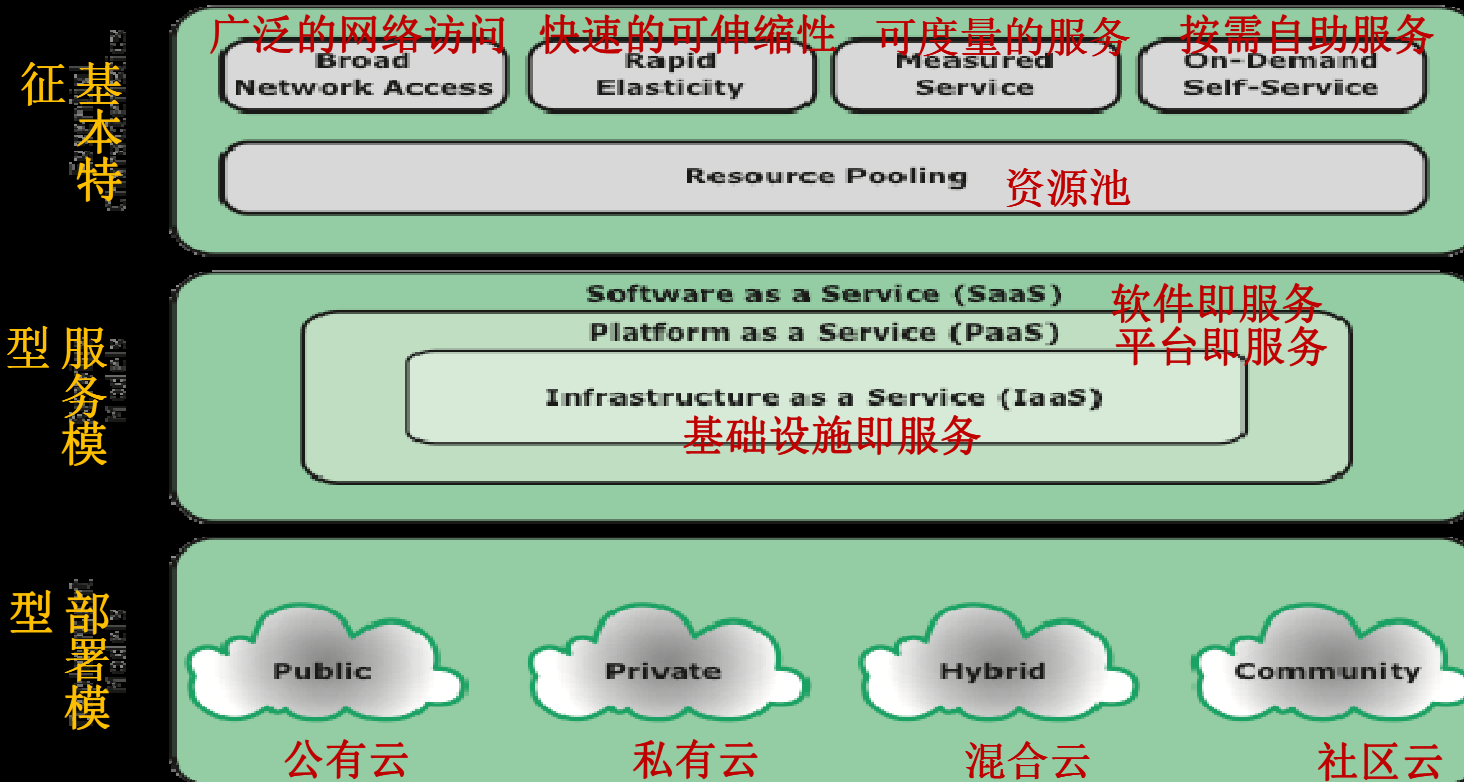 广泛的网络访问 快速的可伸缩性 可度量的服务 按需自助服务
Broad
Network Access
Rapid
Elasticity
Measured
Service
On-Demand
Self-Service
基本特征
Resource Pooling 资源池
Software as a Service (SaaS) 软件即服务
Platform as a Service (PaaS) 平台即服务
服务模型
Infrastructure as a Service (IaaS)
基础设施即服务
部署模型
Public Private Hybrid Community
公有云 私有云 混合云 社区云